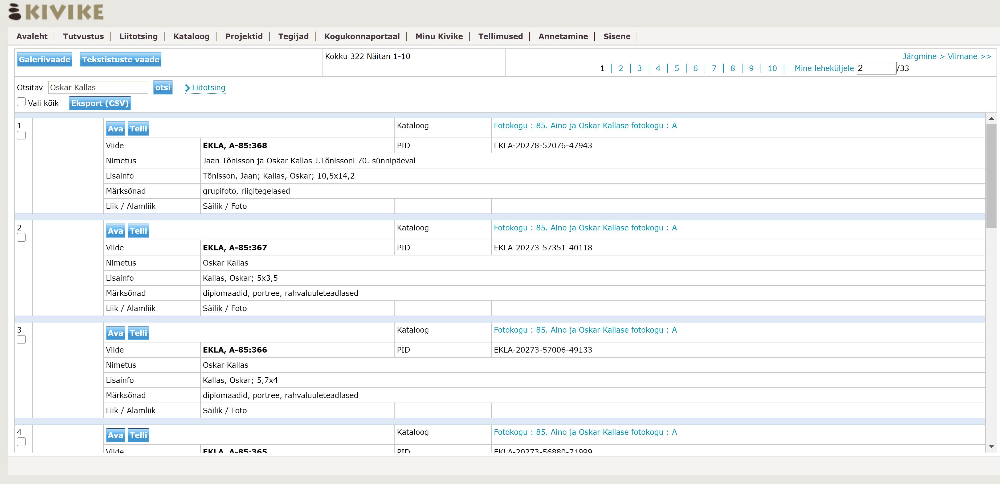 KIVIKE
Avaleht Tutvustus Liitotsing Kataloog Projektid Tegijad Kogukonnaportaal Minu Kivike Tellimused Annetamine Sisene
Galeriivaade Tekstistuste vaade Kokku 322 Näitan 1-10 Järgmine > Viimane >>
1 2 3 4 5 6 7 8 9 10 Mine leheküljele 2 /33
Otsitav Oskar Kallas otsi Liitotsing
Vali kõik Eksport (CSV)
1 Ava Telli Kataloog Fotokogu : 85. Aino ja Oskar Kallase fotokogu : A
Viide EKLA, A-85:368 PID EKLA-20278-52076-47943
Nimetus Jaan Tõnisson ja Oskar Kallas J.Tõnissoni 70. sünnipäeval
Lisainfo Tõnisson, Jaan; Kallas, Oskar; 10,5x14,2
Märksõnad grupifoto, riigitegelased
Liik / Alamliik Säilik / Foto
2 Ava Telli Kataloog Fotokogu : 85. Aino ja Oskar Kallase fotokogu : A
Viide EKLA, A-85:367 PID EKLA-20273-57351-40118
Nimetus Oskar Kallas
Lisainfo Kallas, Oskar; 5x3,5
Märksõnad diplomaadid, portree, rahvaluuleteadlased
Liik / Alamliik Säilik / Foto
3 Ava Telli Kataloog Fotokogu : 85. Aino ja Oskar Kallase fotokogu : A
Viide EKLA, A-85:366 PID EKLA-20273-57006-49133
Nimetus Oskar Kallas
Lisainfo Kallas, Oskar; 5,7x4
Märksõnad diplomaadid, portree, rahvaluuleteadlased
Liik / Alamliik Säilik / Foto
4 Ava Telli Kataloog Fotokogu : 85. Aino ja Oskar Kallase fotokogu : A
Viide EKLA, A-85:365 PID EKLA-20273-56880-71999